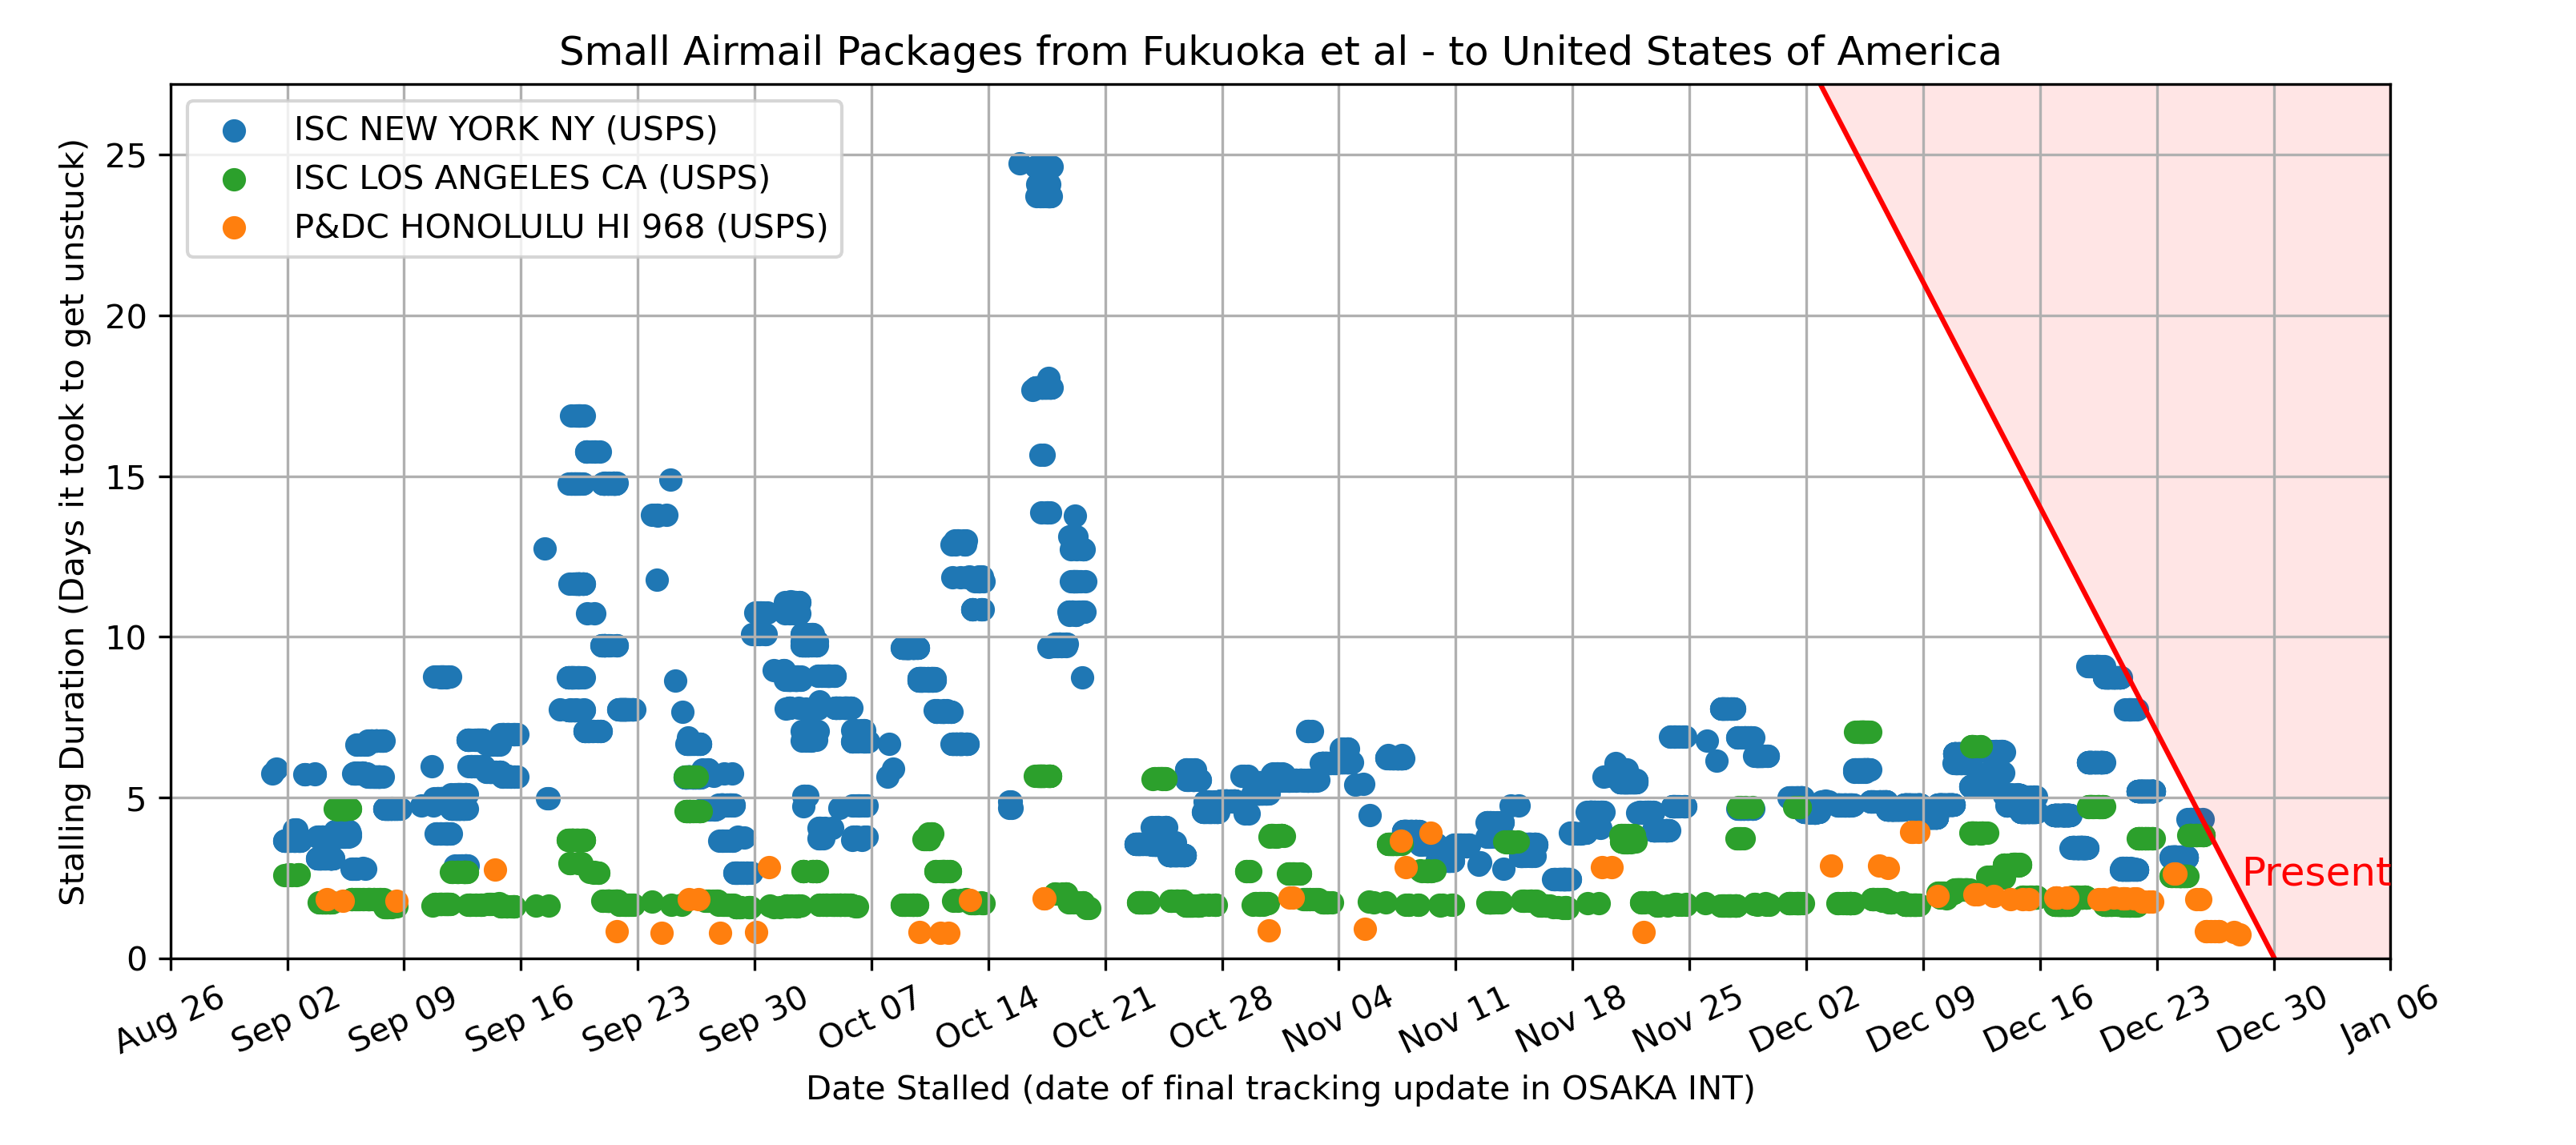 Small Airmail Packages from Fukuoka et al - to United States of America
ISC NEW YORK NY (USPS)
ISC LOS ANGELES CA (USPS)
P&DC HONOLULU HI 968 (USPS)
Stalling Duration (Days it took to get unstuck)
25
20
15
10
5
0
Present
Aug 26
Sep 02
Sep 09
Sep 16
Sep 23
Sep 30
Oct 07
Oct 14
Oct 21
Oct 28
Nov 04
Nov 11
Nov 18
Nov 25
Dec 02
Dec 09
Dec 16
Dec 23
Dec 30
Jan 06
Date Stalled (date of final tracking update in OSAKA INT)